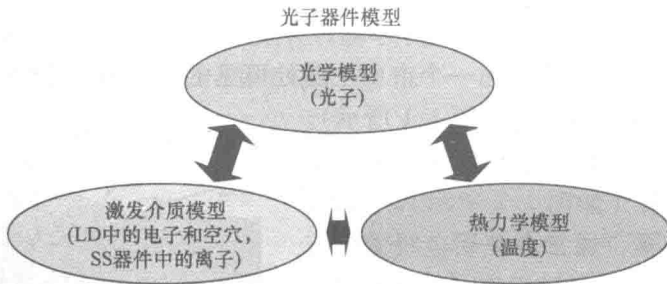 光子器件模型
光学模型
(光子)
激发介质模型
(LD中的电子和空穴，
SS器件中的离子)
热力学模型
(温度)